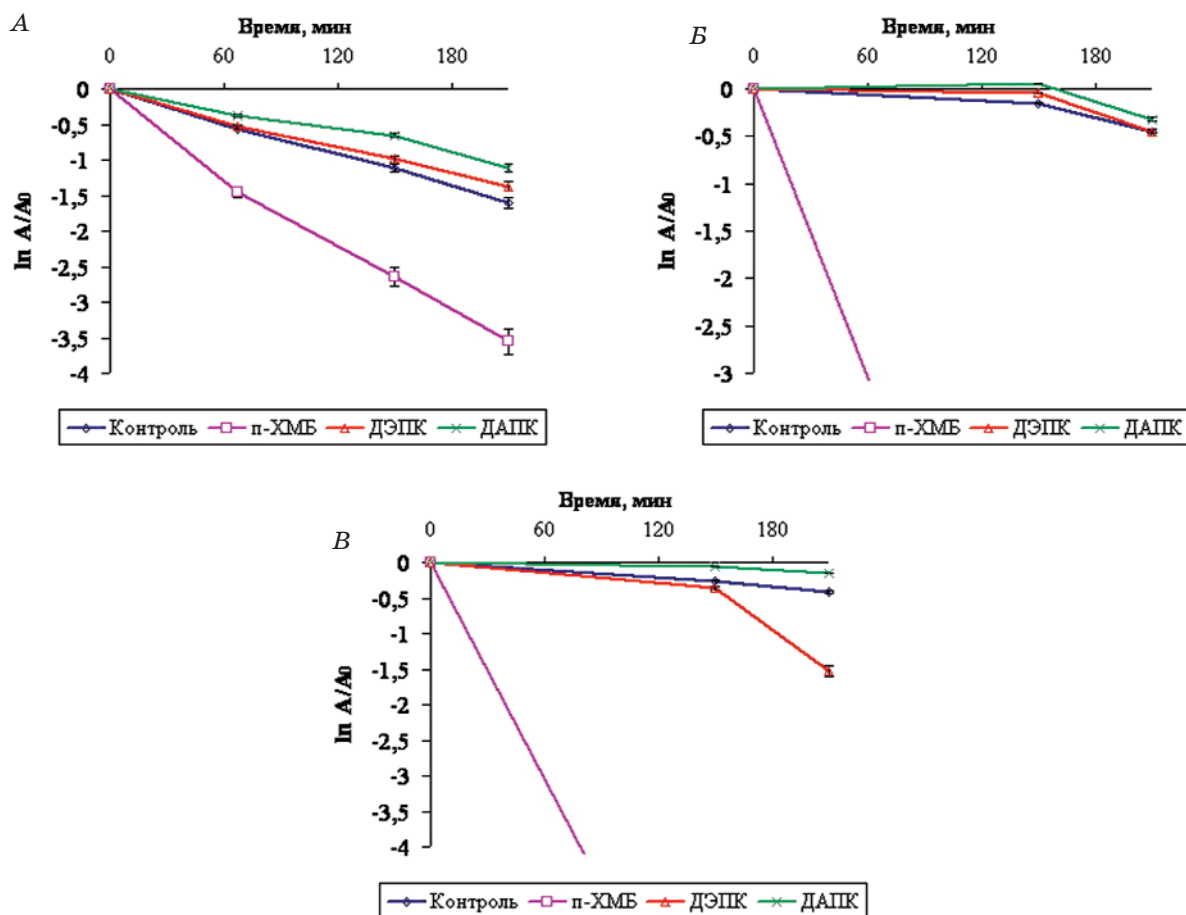 А
Время, мин
0 60 120 180
0
-0,5
-1
-1,5
-2
-2,5
-3
-3,5
-4
ln A/A0
Контроль п-ХМБ ДЭПК ДАПК
Б
Время, мин
0 60 120 180
0
-0,5
-1
-1,5
-2
-2,5
-3
ln A/A0
Контроль п-ХМБ ДЭПК ДАПК
В
Время, мин
0 60 120 180
0
-0,5
-1
-1,5
-2
-2,5
-3
-3,5
-4
ln A/A0
Контроль п-ХМБ ДЭПК ДАПК